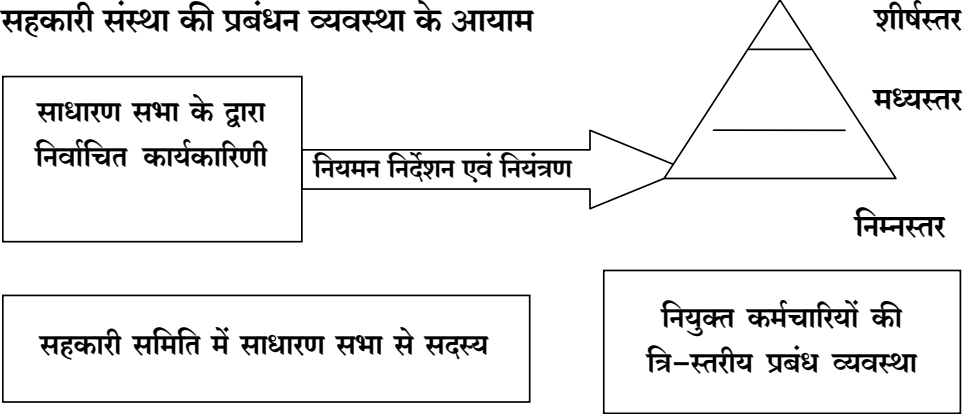 सहकारी संस्था की प्रबंधन व्यवस्था के आयाम
शीर्षस्तर
मध्यस्तर
साधारण सभा के द्वारा
निर्वाचित कार्यकारिणी
नियमन निर्देशन एवं नियंत्रण
निम्नस्तर
सहकारी समिति में साधारण सभा से सदस्य
नियुक्त कर्मचारियों की
त्रि–स्तरीय प्रबंध व्यवस्था